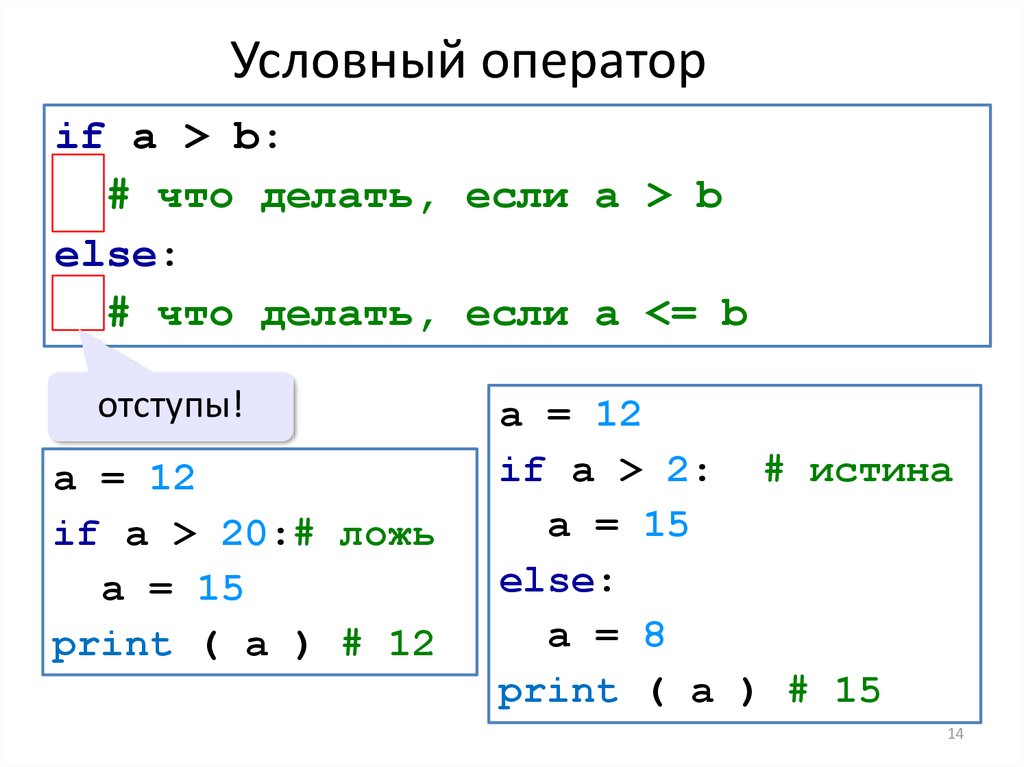 Условный оператор
if a > b:
# что делать, если a > b
else:
# что делать, если a <= b
отступы!
a = 12
if a > 20:# ложь
a = 15
print ( a ) # 12
a = 12
if a > 2: # истина
a = 15
else:
a = 8
print ( a ) # 15
14